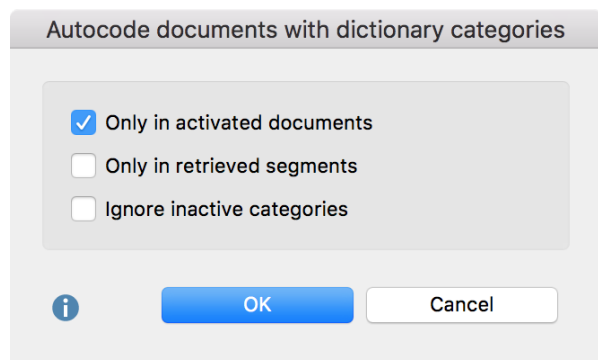 Autocode documents with dictionary categories
Only in activated documents
Only in retrieved segments
Ignore inactive categories
OK
Cancel